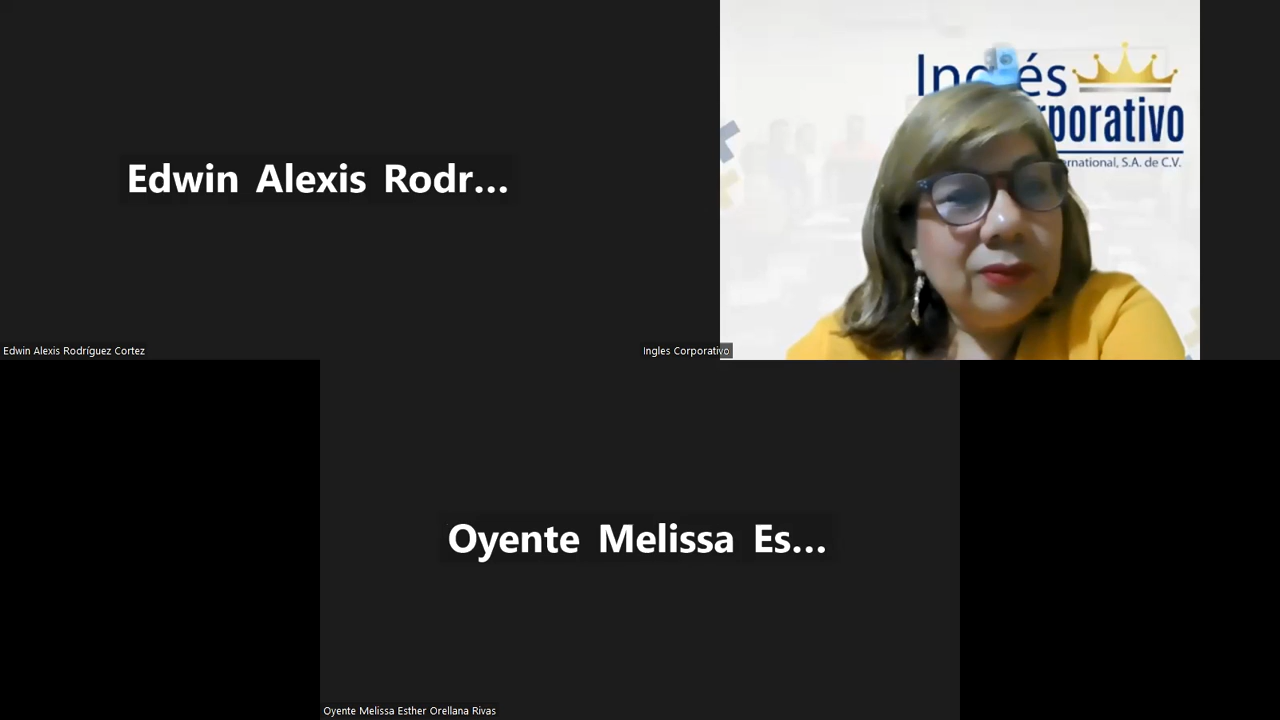 Edwin Alexis Rodr...
Inglés
Corporativo
International, S.A. de C.V.
Edwin Alexis Rodríguez Cortez
Ingles Corporativo
Oyente Melissa Es...
Oyente Melissa Esther Orellana Rivas